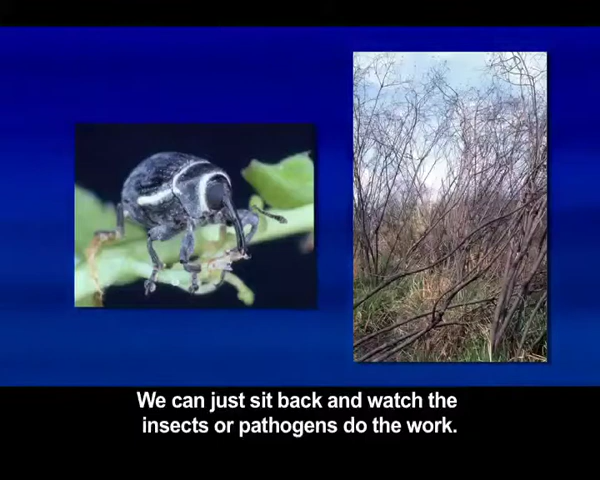 We can just sit back and watch the
insects or pathogens do the work.